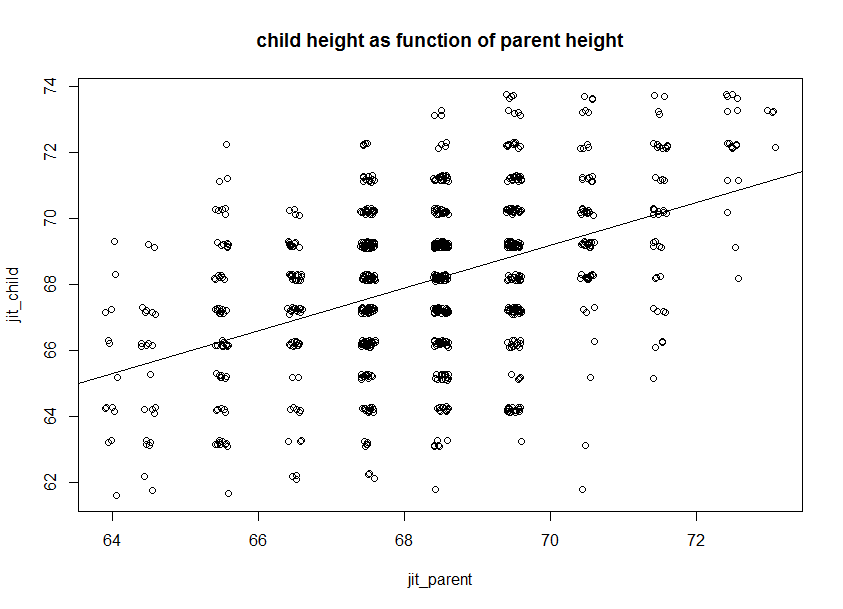 child height as function of parent height
74
72
70
68
66
64
62
jit_child
64 66 68 70 72
jit_parent